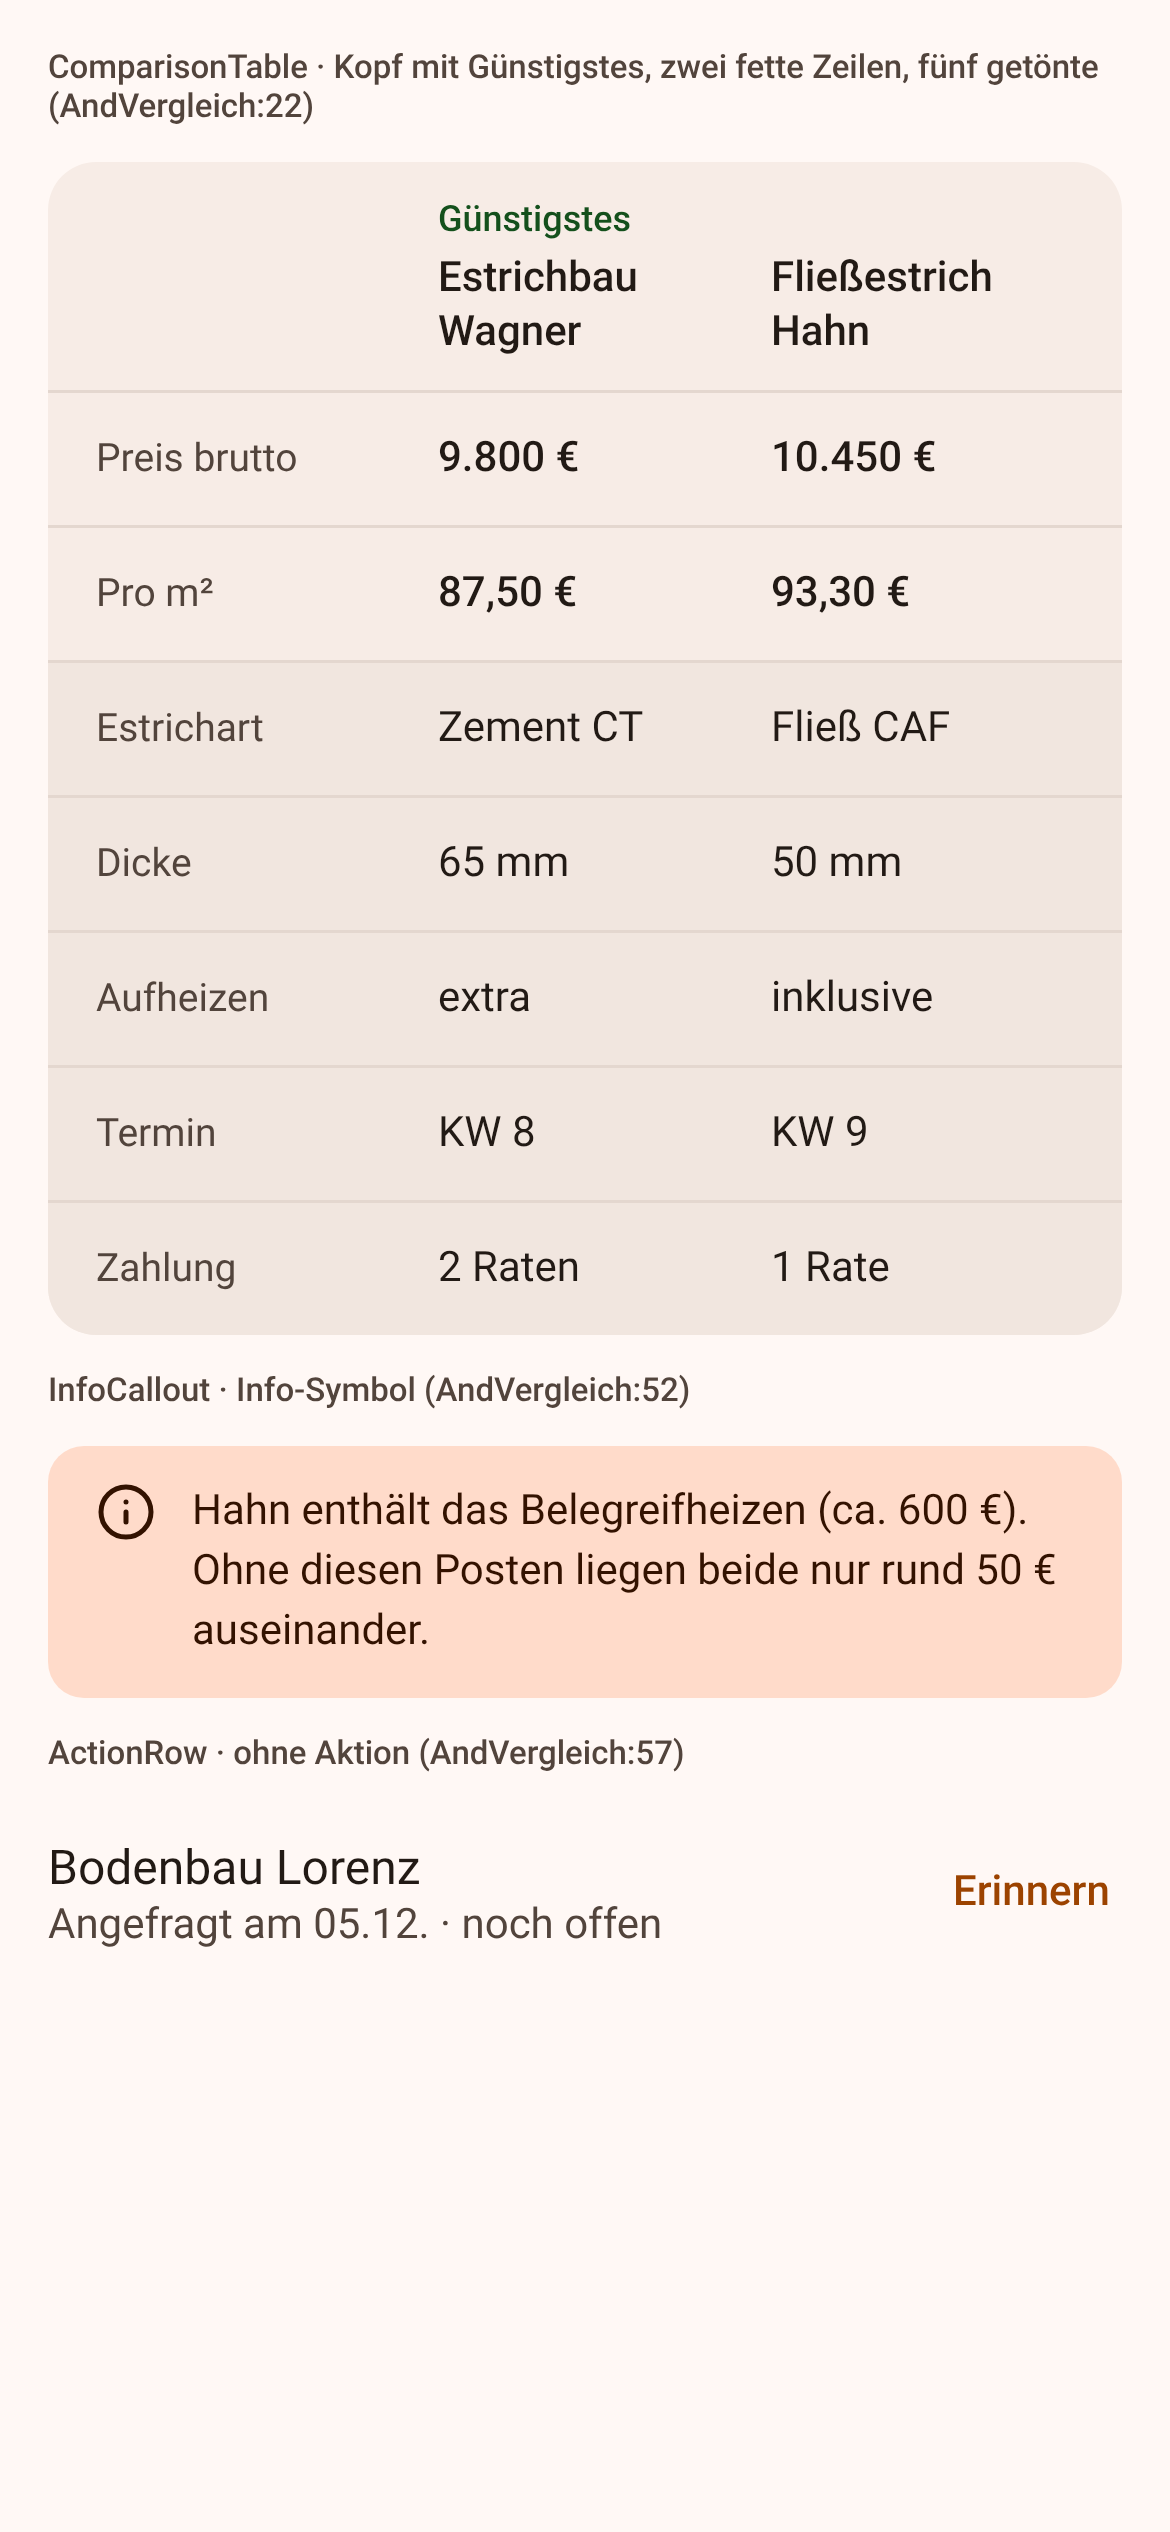 ComparisonTable · Kopf mit Günstigstes, zwei fette Zeilen, fünf getönte
(AndVergleich:22)
Günstigstes
Estrichbau Fließestrich
Wagner Hahn
Preis brutto 9.800 € 10.450 €
Pro m² 87,50 € 93,30 €
Estrichart Zement CT Fließ CAF
Dicke 65 mm 50 mm
Aufheizen extra inklusive
Termin KW 8 KW 9
Zahlung 2 Raten 1 Rate
InfoCallout · Info-Symbol (AndVergleich:52)
Hahn enthält das Belegreifheizen (ca. 600 €).
Ohne diesen Posten liegen beide nur rund 50 €
auseinander.
ActionRow · ohne Aktion (AndVergleich:57)
Bodenbau Lorenz
Angefragt am 05.12. · noch offen
Erinnern